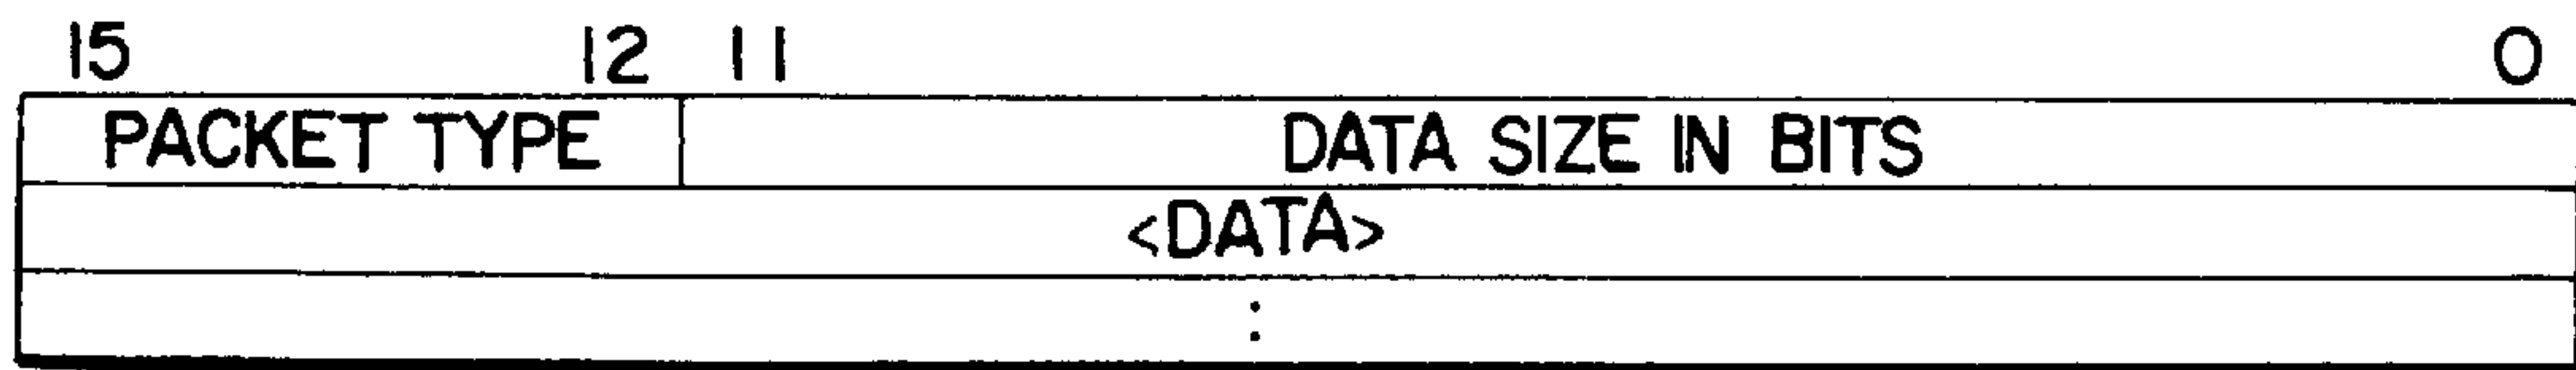 15 12 11 0
PACKET TYPE DATA SIZE IN BITS
<DATA>
: